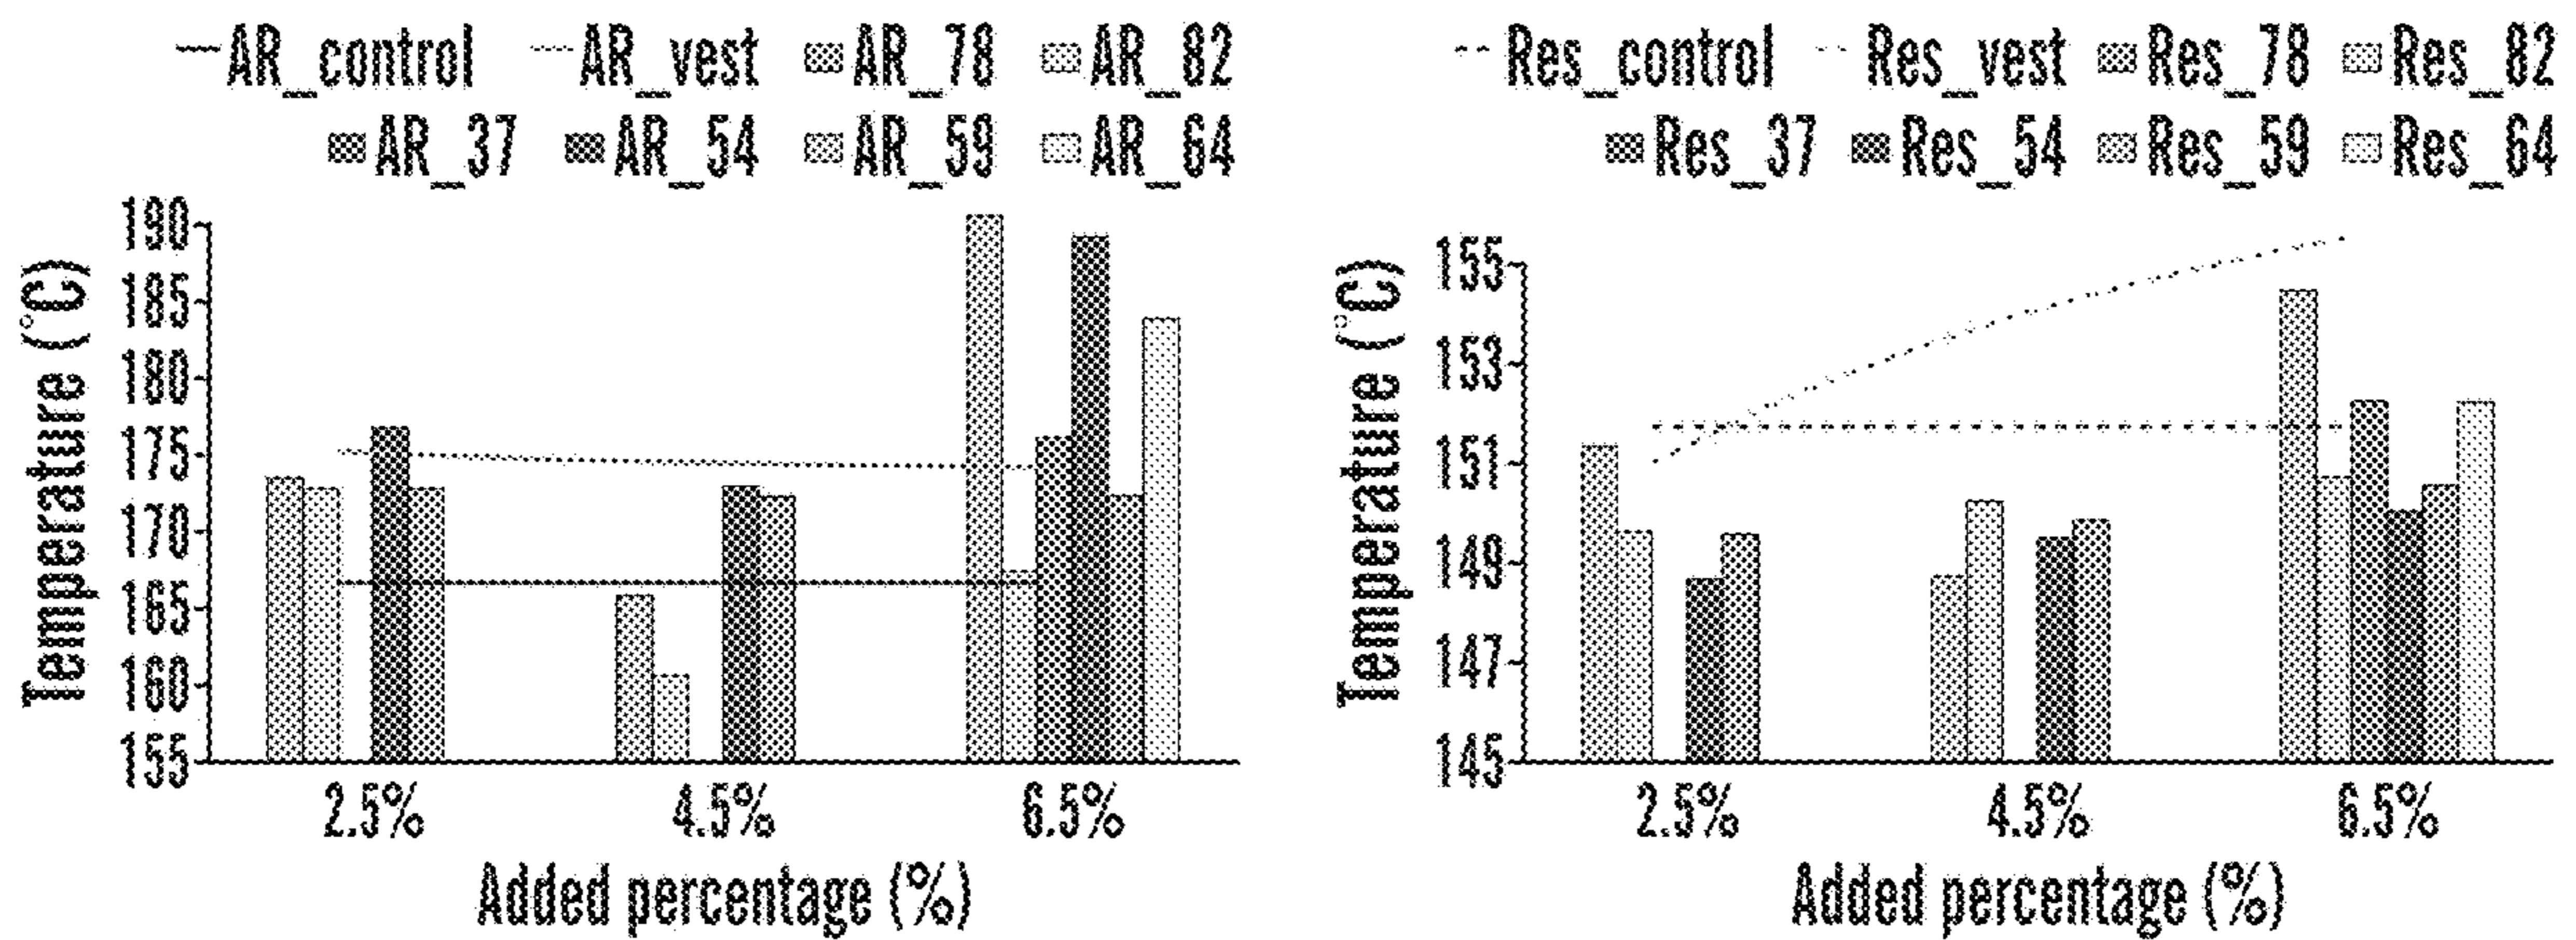 AR_control AR_vest AR_78 AR_82
AR_37 AR_54 AR_59 AR_64
Temperature (°C)
190
185
180
175
170
165
160
155
2.5% 4.5% 6.5%
Added percentage (%)
Res_control Res_vest Res_78 Res_82
Res_37 Res_54 Res_59 Res_64
Temperature (°C)
155
153
151
149
147
145
2.5% 4.5% 6.5%
Added percentage (%)